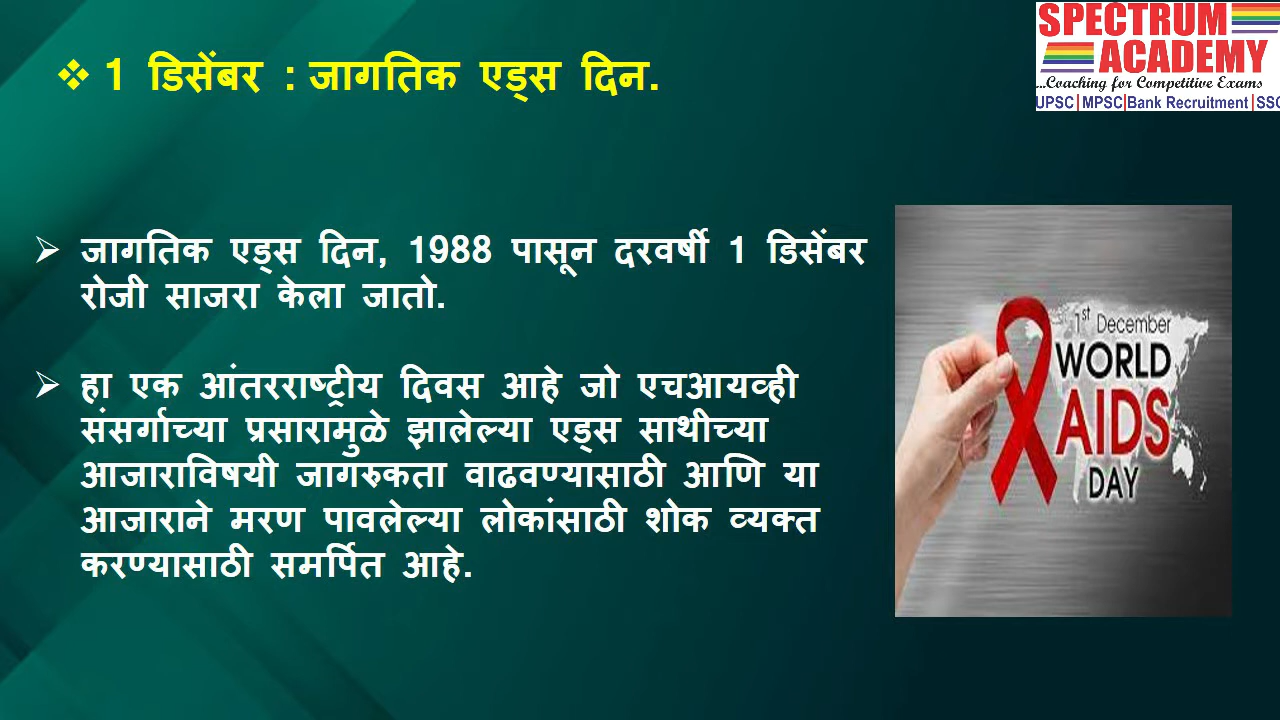 ❖ 1 डिसेंबर : जागतिक एड्स दिन.
SPECTRUM
ACADEMY
...Coaching for Competitive Exams
UPSC|MPSC|Bank Recruitment|SSC
➢ जागतिक एड्स दिन, 1988 पासून दरवर्षी 1 डिसेंबर
रोजी साजरा केला जातो.
➢ हा एक आंतरराष्ट्रीय दिवस आहे जो एचआयव्ही
संसर्गाच्या प्रसारामुळे झालेल्या एड्स साथीच्या
आजाराविषयी जागरुकता वाढवण्यासाठी आणि या
आजाराने मरण पावलेल्या लोकांसाठी शोक व्यक्त
करण्यासाठी समर्पित आहे.
1st December
WORLD
AIDS
DAY